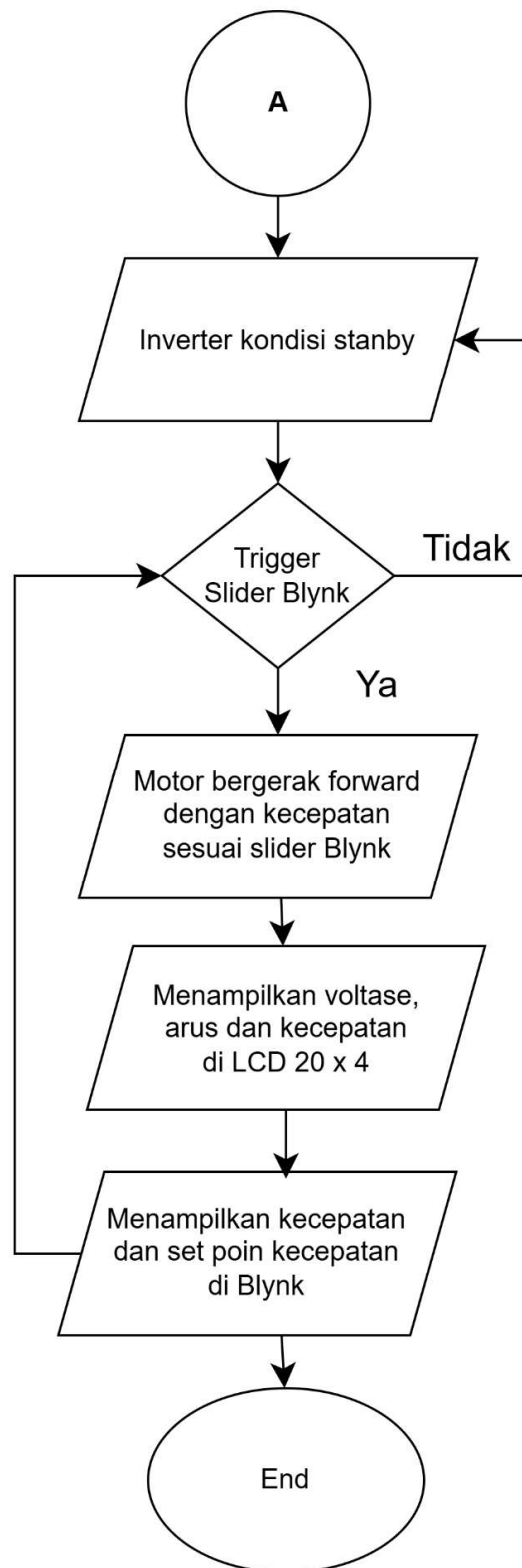 A
Inverter kondisi stanby
Trigger
Slider Blynk
Tidak
Ya
Motor bergerak forward
dengan kecepatan
sesuai slider Blynk
Menampilkan voltase,
arus dan kecepatan
di LCD 20 x 4
Menampilkan kecepatan
dan set poin kecepatan
di Blynk
End